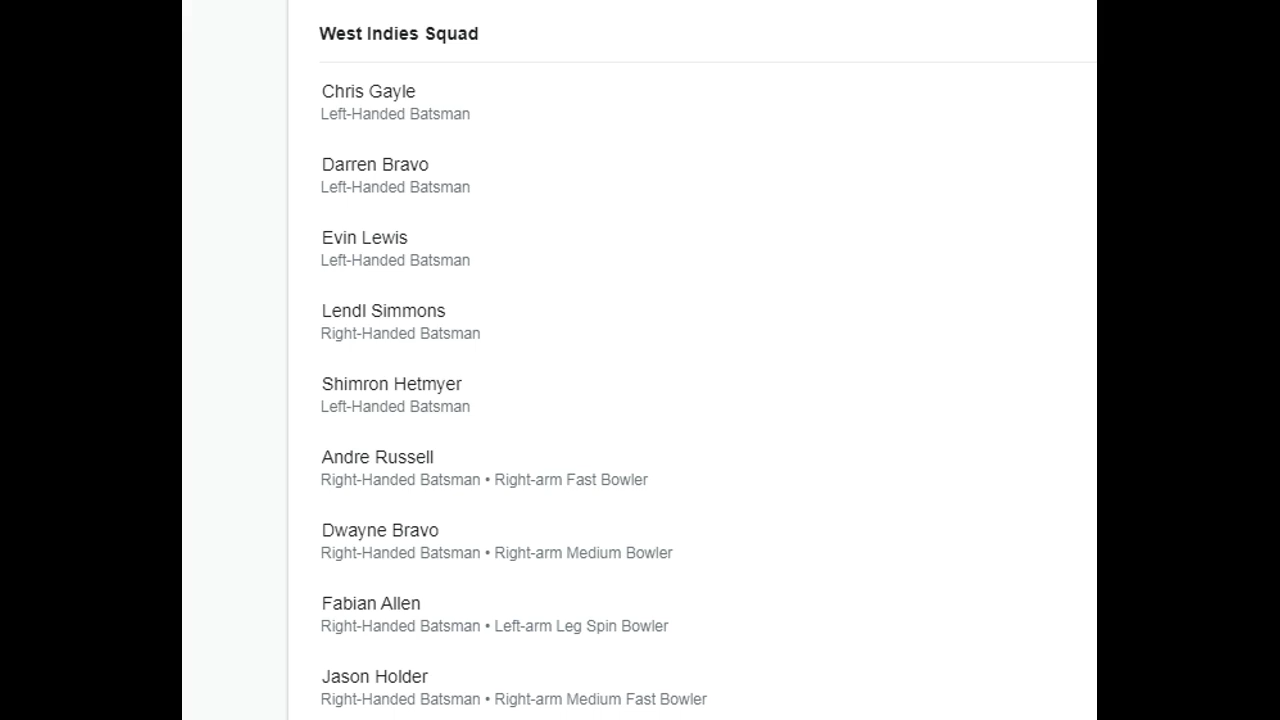 West Indies Squad
Chris Gayle
Left-Handed Batsman
Darren Bravo
Left-Handed Batsman
Evin Lewis
Left-Handed Batsman
Lendl Simmons
Right-Handed Batsman
Shimron Hetmyer
Left-Handed Batsman
Andre Russell
Right-Handed Batsman • Right-arm Fast Bowler
Dwayne Bravo
Right-Handed Batsman • Right-arm Medium Bowler
Fabian Allen
Right-Handed Batsman • Left-arm Leg Spin Bowler
Jason Holder
Right-Handed Batsman • Right-arm Medium Fast Bowler